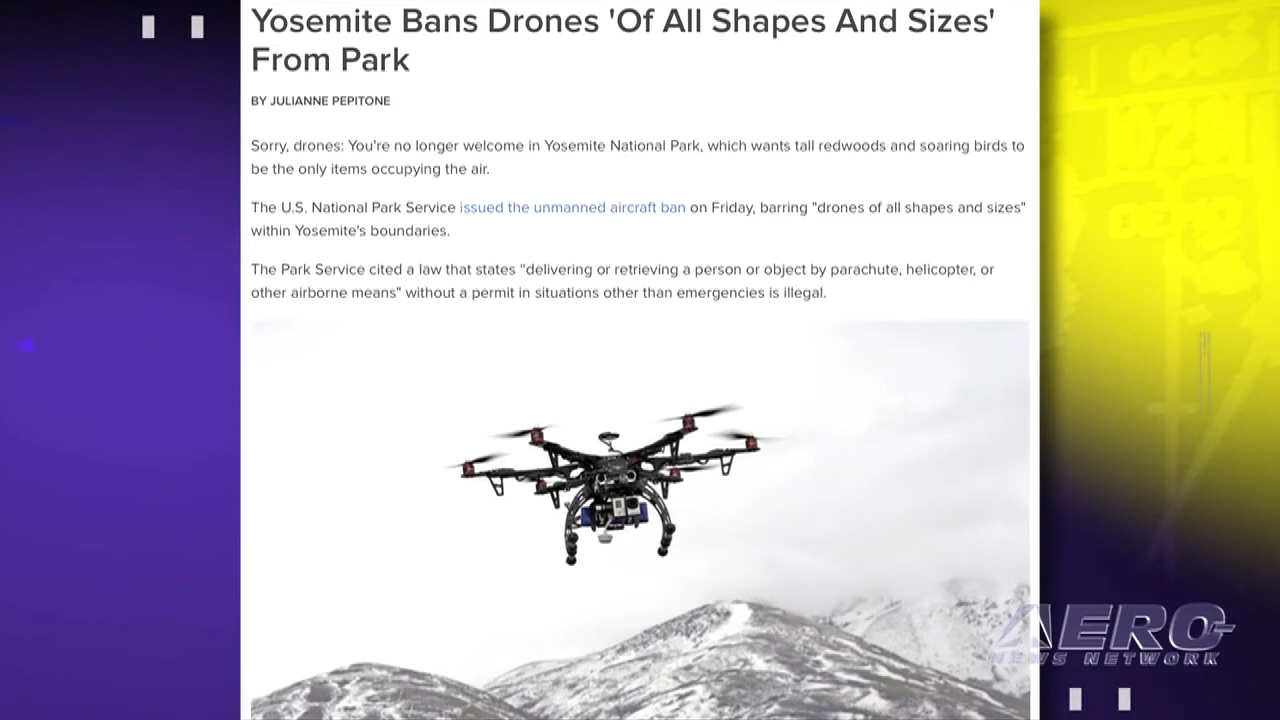 Yosemite Bans Drones 'Of All Shapes And Sizes'
From Park
BY JULIANNE PEPITONE
Sorry, drones: You're no longer welcome in Yosemite National Park, which wants tall redwoods and soaring birds to
be the only items occupying the air.
The U.S. National Park Service issued the unmanned aircraft ban on Friday, barring "drones of all shapes and sizes"
within Yosemite's boundaries.
The Park Service cited a law that states “delivering or retrieving a person or object by parachute, helicopter, or
other airborne means" without a permit in situations other than emergencies is illegal.
AERO-
NEWS NETWORK